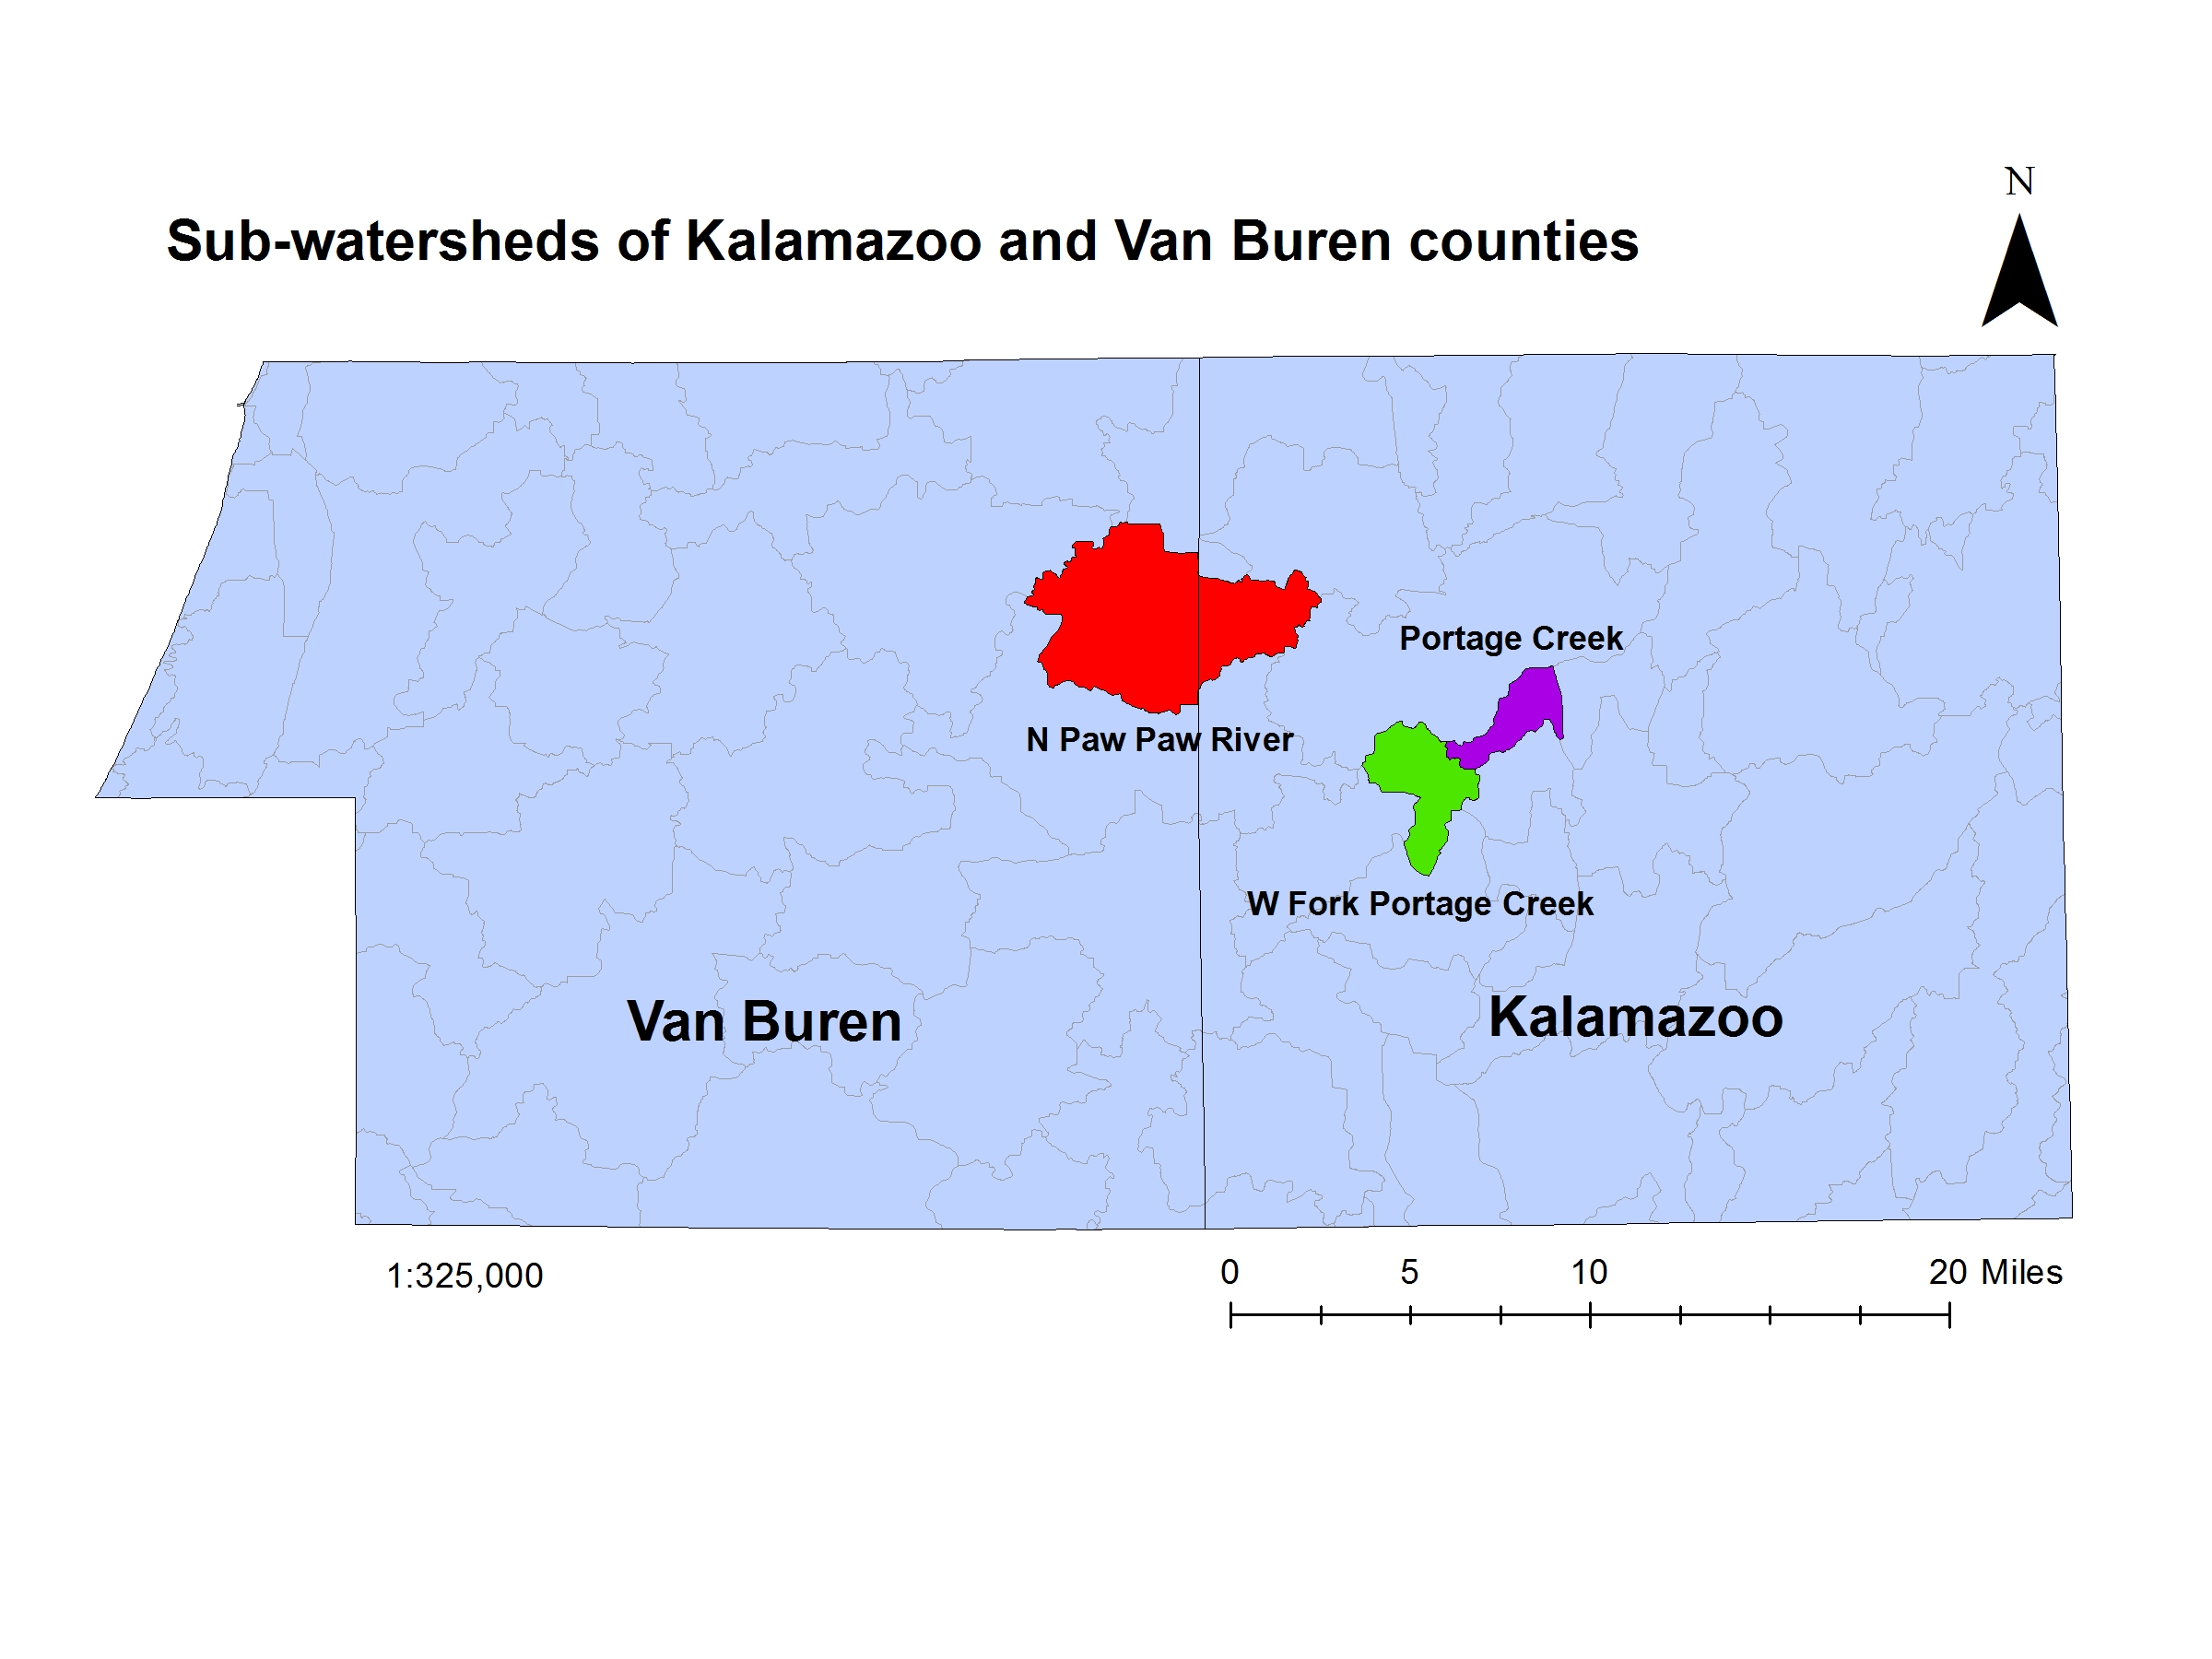 N
Sub-watersheds of Kalamazoo and Van Buren counties
Portage Creek
N Paw Paw River
W Fork Portage Creek
Van Buren
Kalamazoo
1:325,000
0 5 10 20 Miles